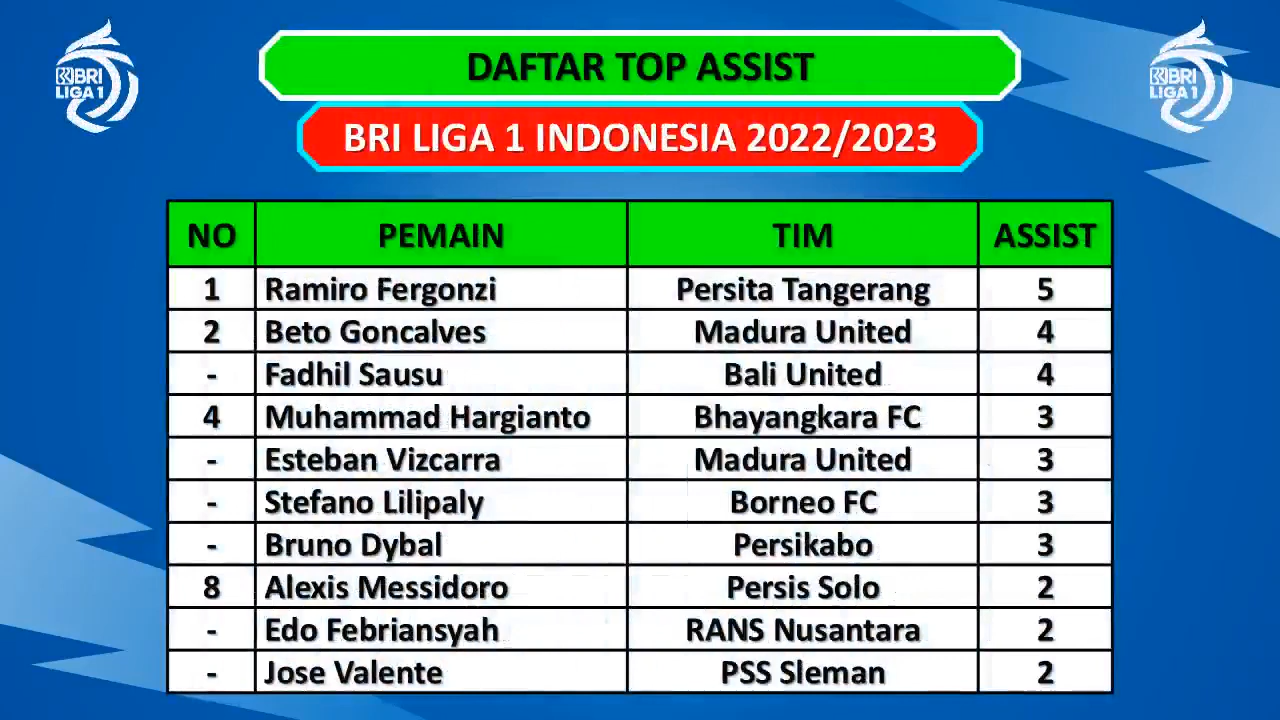 BRI
LIGA 1
DAFTAR TOP ASSIST
BRI
LIGA 1
BRI LIGA 1 INDONESIA 2022/2023
NO PEMAIN TIM ASSIST
1 Ramiro Fergonzi Persita Tangerang 5
2 Beto Goncalves Madura United 4
- Fadhil Sausu Bali United 4
4 Muhammad Hargianto Bhayangkara FC 3
- Esteban Vizcarra Madura United 3
- Stefano Lilipaly Borneo FC 3
- Bruno Dybal Persikabo 3
8 Alexis Messidoro Persis Solo 2
- Edo Febriansyah RANS Nusantara 2
- Jose Valente PSS Sleman 2